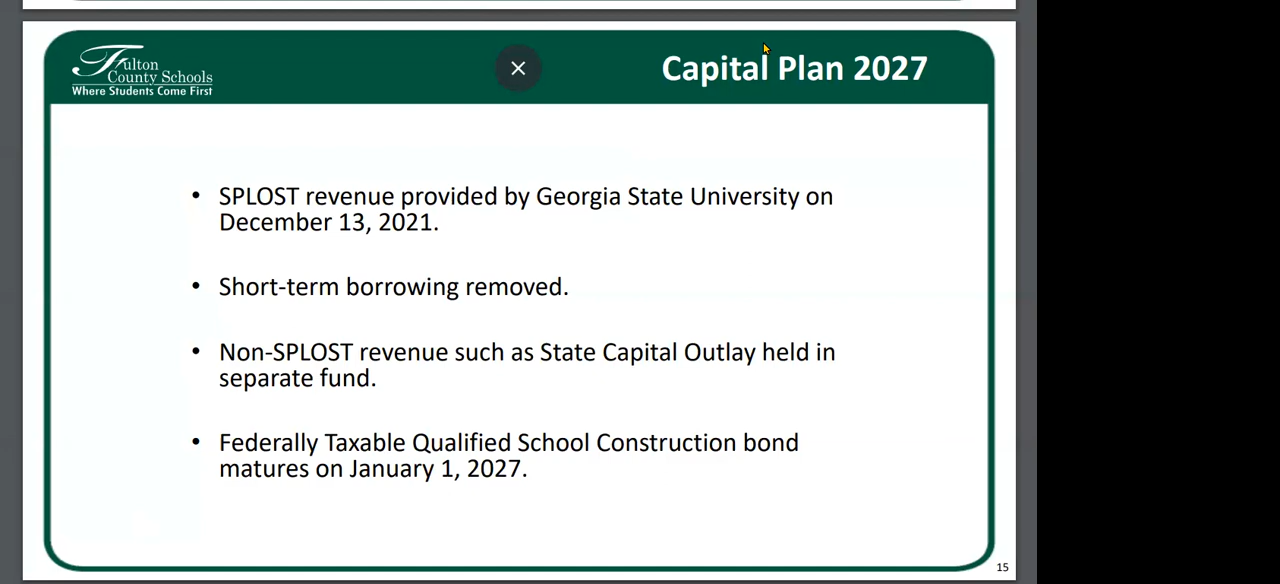 Fulton
County Schools
Where Students Come First
Capital Plan 2027
• SPLOST revenue provided by Georgia State University on
December 13, 2021.
• Short-term borrowing removed.
• Non-SPLOST revenue such as State Capital Outlay held in
separate fund.
• Federally Taxable Qualified School Construction bond
matures on January 1, 2027.
15